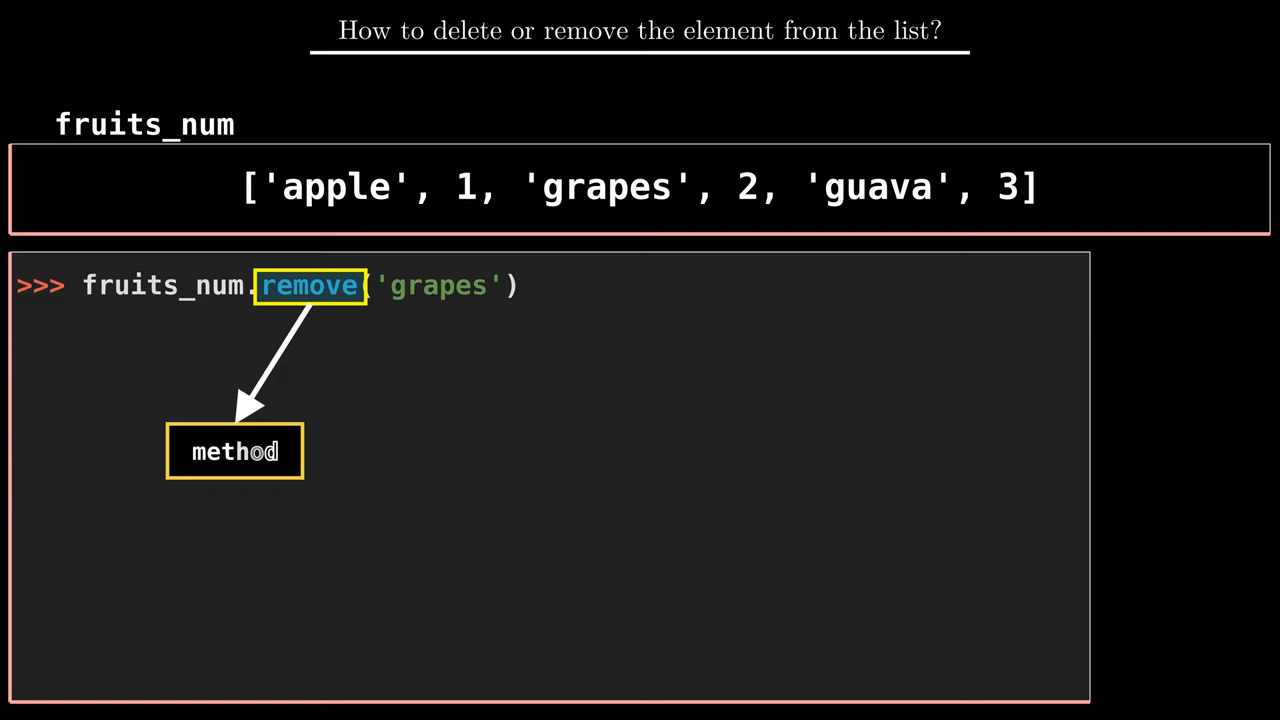 How to delete or remove the element from the list?
fruits_num
['apple', 1, 'grapes', 2, 'guava', 3]
>>> fruits_num.remove('grapes')
method